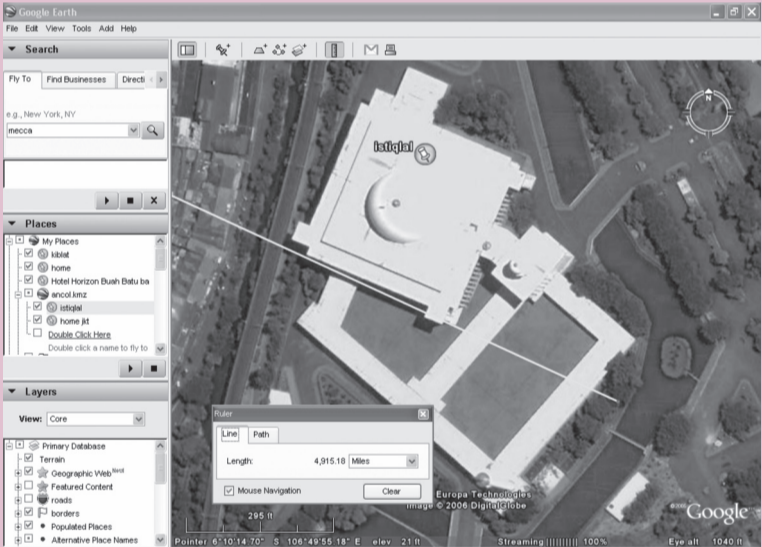 Google Earth
File Edit View Tools Add Help
Search
Fly To Find Businesses Directi
e.g., New York, NY
mecca
Places
My Places
kiblat
home
Hotel Horizon Buah Batu ba
ancol.kmz
istiqlal
home jkt
Double Click Here
Double click a name to fly to
Layers
View: Core
Primary Database
Terrain
Geographic Web New!
Featured Content
roads
borders
Populated Places
Alternative Place Names
N
istiqlal
Ruler
Line Path
Length: 4,915.18 Miles
Mouse Navigation Clear
Europa Technologies
Image © 2006 DigitalGlobe
295 ft
© 2005 Google
Pointer 6°10'14.70" S 106°49'55.18" E elev 21 ft Streaming 100% Eye alt 1040 ft